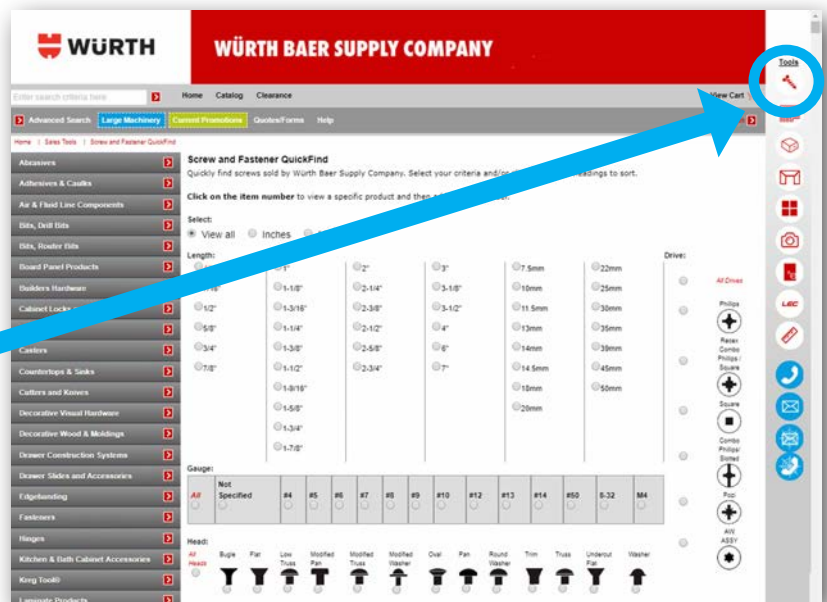 WÜRTH
WÜRTH BAER SUPPLY COMPANY
Tools
Enter search criteria here
Home Catalog Clearance
View Cart
Advanced Search Large Machinery Current Promotions Quotes/Forms Help
Home | Sales Tools | Screw and Fastener QuickFind
Abrasives
Adhesives & Caulks
Air & Fluid Line Components
Bits, Drill Bits
Bits, Router Bits
Board Panel Products
Builders Hardware
Cabinet Locks
Casters
Countertops & Sinks
Cutters and Knives
Decorative Visual Hardware
Decorative Wood & Moldings
Drawer Construction Systems
Drawer Slides and Accessories
Edgebanding
Fasteners
Hinges
Kitchen & Bath Cabinet Accessories
Kreg Tool®
Laminate Products
Screw and Fastener QuickFind
Quickly find screws sold by Würth Baer Supply Company. Select your criteria and/or headings to sort.
Click on the item number to view a specific product and then
Select:
View all Inches
Length: Drive:
1" 2" 3" 7.5mm 22mm
1-1/8" 2-1/4" 3-1/8" 10mm 25mm
1/2" 1-3/16" 2-3/8" 3-1/2" 11.5mm 30mm
5/8" 1-1/4" 2-1/2" 4" 13mm 35mm
3/4" 1-3/8" 2-5/8" 6" 14mm 39mm
7/8" 1-1/2" 2-3/4" 7" 14.5mm 45mm
1-9/16" 18mm 50mm
1-5/8" 20mm
1-3/4"
1-7/8"
All Drives
Phillips
Recex
Combo
Phillips /
Square
Square
Combo
Phillips/
Slotted
Pozi
AW
ASSY
LEC
Gauge:
All Not Specified #4 #5 #6 #7 #8 #9 #10 #12 #13 #14 #50 8-32 M4
Head:
All Heads Bugle Flat Low Truss Modified Pan Modified Truss Modified Washer Oval Pan Round Washer Trim Truss Undercut Flat Washer